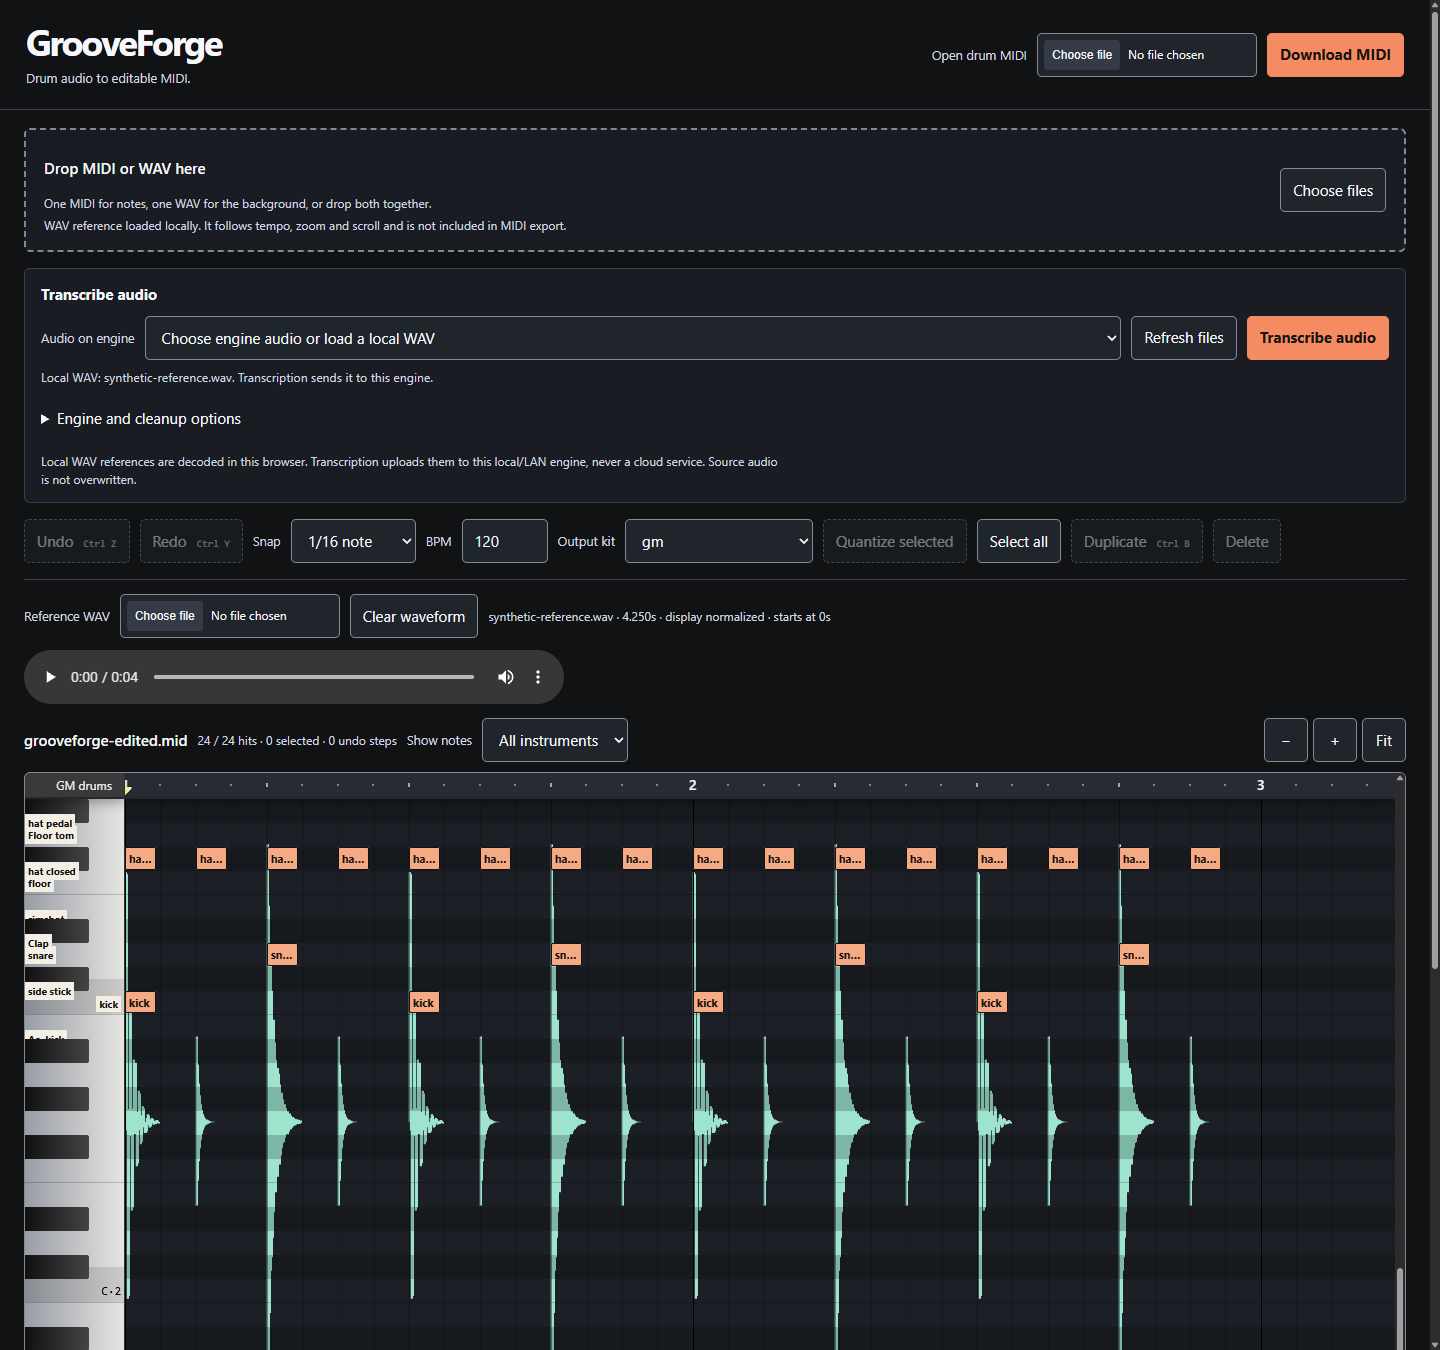 GrooveForge
Drum audio to editable MIDI.
Open drum MIDI
Choose file No file chosen
Download MIDI
Drop MIDI or WAV here
One MIDI for notes, one WAV for the background, or drop both together.
WAV reference loaded locally. It follows tempo, zoom and scroll and is not included in MIDI export.
Choose files
Transcribe audio
Audio on engine
Choose engine audio or load a local WAV
Refresh files
Transcribe audio
Local WAV: synthetic-reference.wav. Transcription sends it to this engine.
Engine and cleanup options
Local WAV references are decoded in this browser. Transcription uploads them to this local/LAN engine, never a cloud service. Source audio
is not overwritten.
Undo Ctrl Z
Redo Ctrl Y
Snap
1/16 note
BPM
120
Output kit
gm
Quantize selected
Select all
Duplicate Ctrl B
Delete
Reference WAV
Choose file No file chosen
Clear waveform
synthetic-reference.wav · 4.250s · display normalized · starts at 0s
0:00 / 0:04
grooveforge-edited.mid
24 / 24 hits · 0 selected · 0 undo steps
Show notes
All instruments
−
+
Fit
GM drums
2
3
hat pedal
Floor tom
ha... ha... ha... ha... ha... ha... ha... ha... ha... ha... ha... ha... ha... ha... ha... ha...
hat closed
floor
Clap
snare
sn... sn... sn... sn...
side stick
kick
kick kick kick kick
C-2